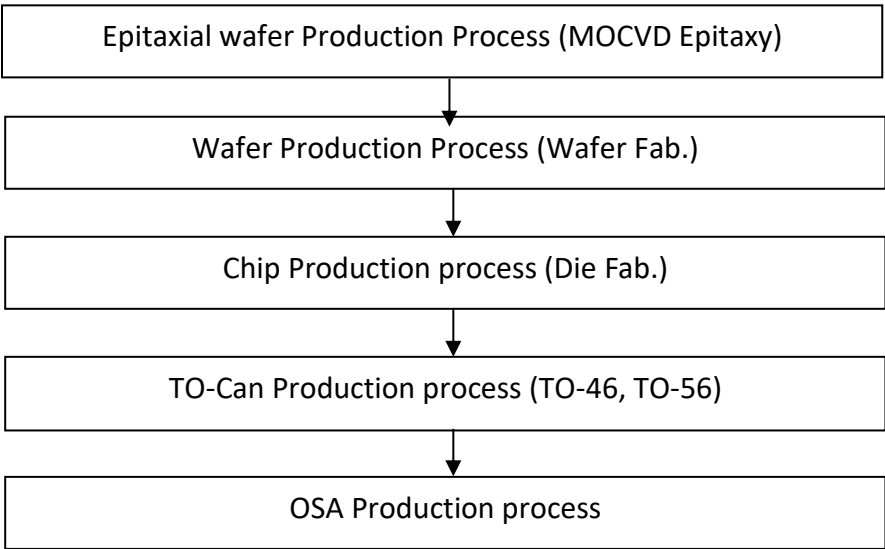 Epitaxial wafer Production Process (MOCVD Epitaxy)
Wafer Production Process (Wafer Fab.)
Chip Production process (Die Fab.)
TO-Can Production process (TO-46, TO-56)
OSA Production process